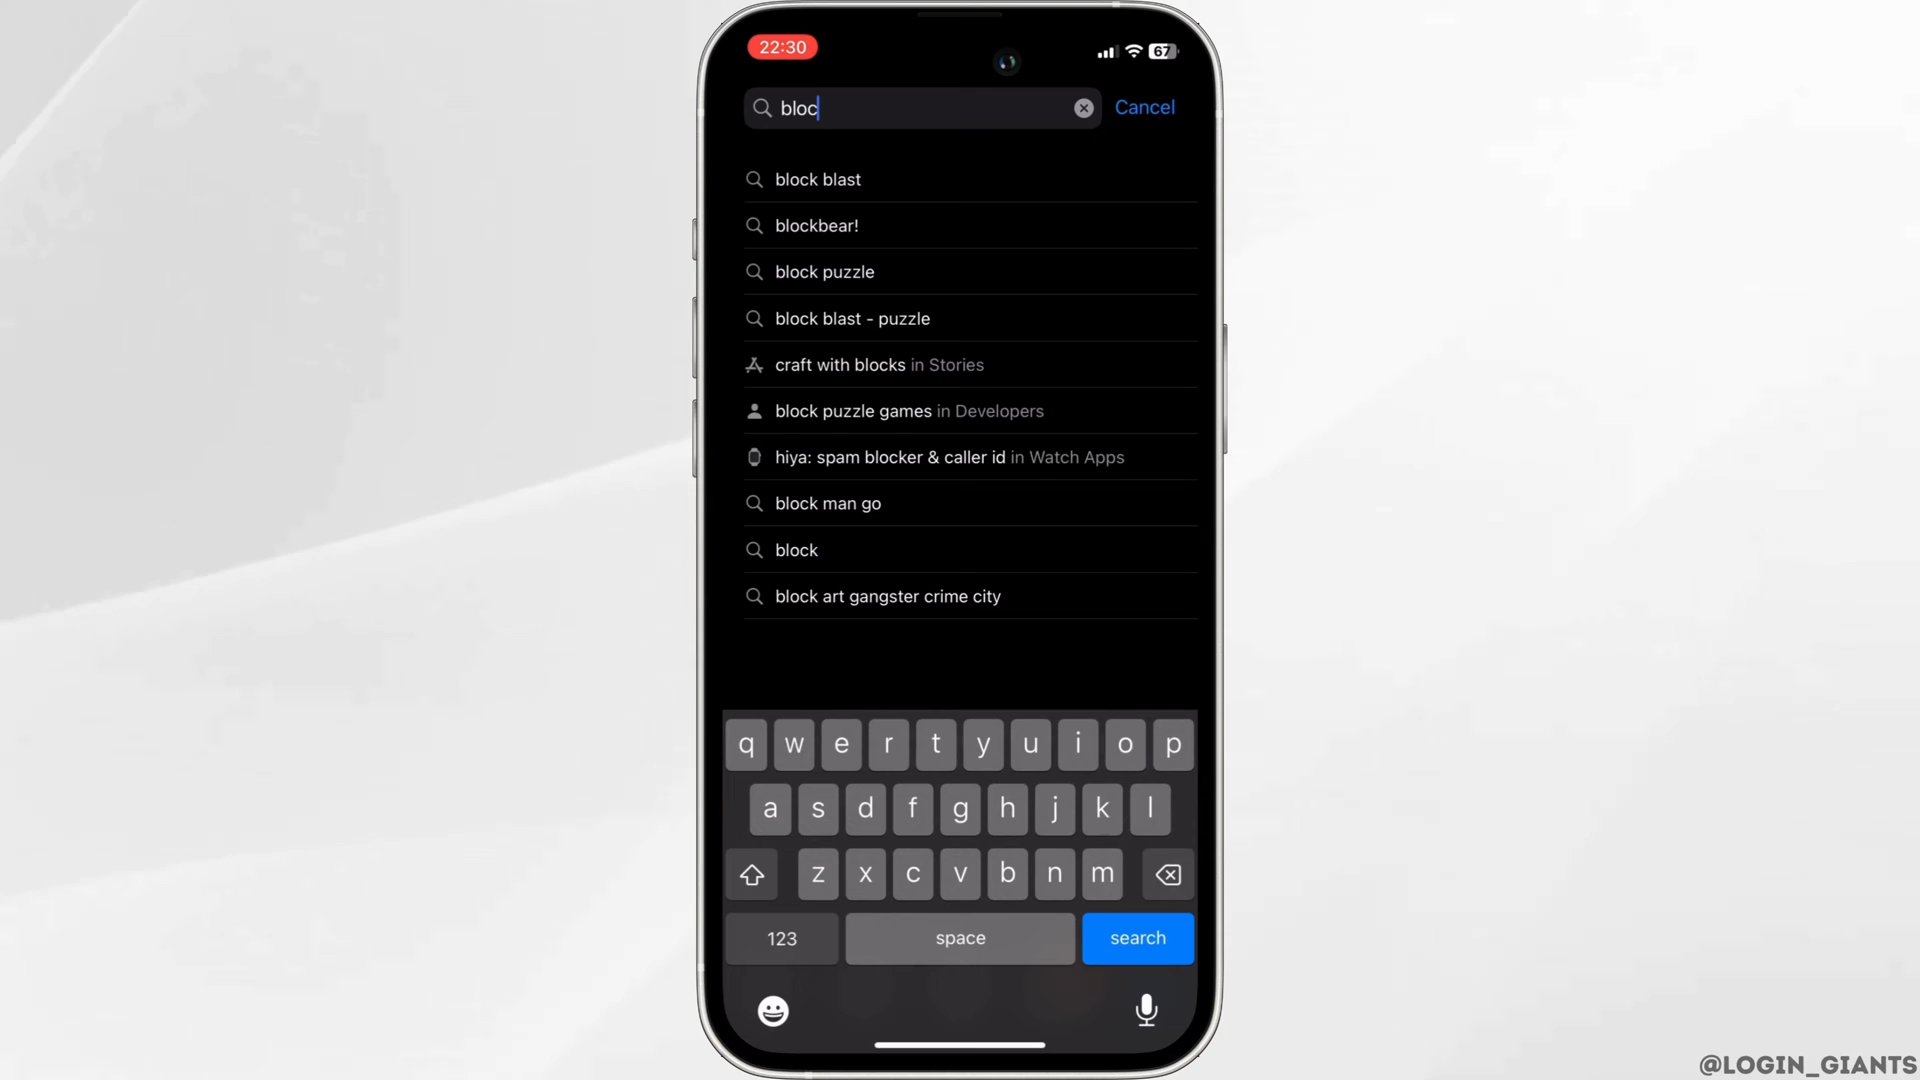 22:30
67
bloc
Cancel
block blast
blockbear!
block puzzle
block blast - puzzle
craft with blocks in Stories
block puzzle games in Developers
hiya: spam blocker & caller id in Watch Apps
block man go
block
block art gangster crime city
q w e r t y u i o p
a s d f g h j k l
z x c v b n m
123 space search
@LOGIN_GIANTS